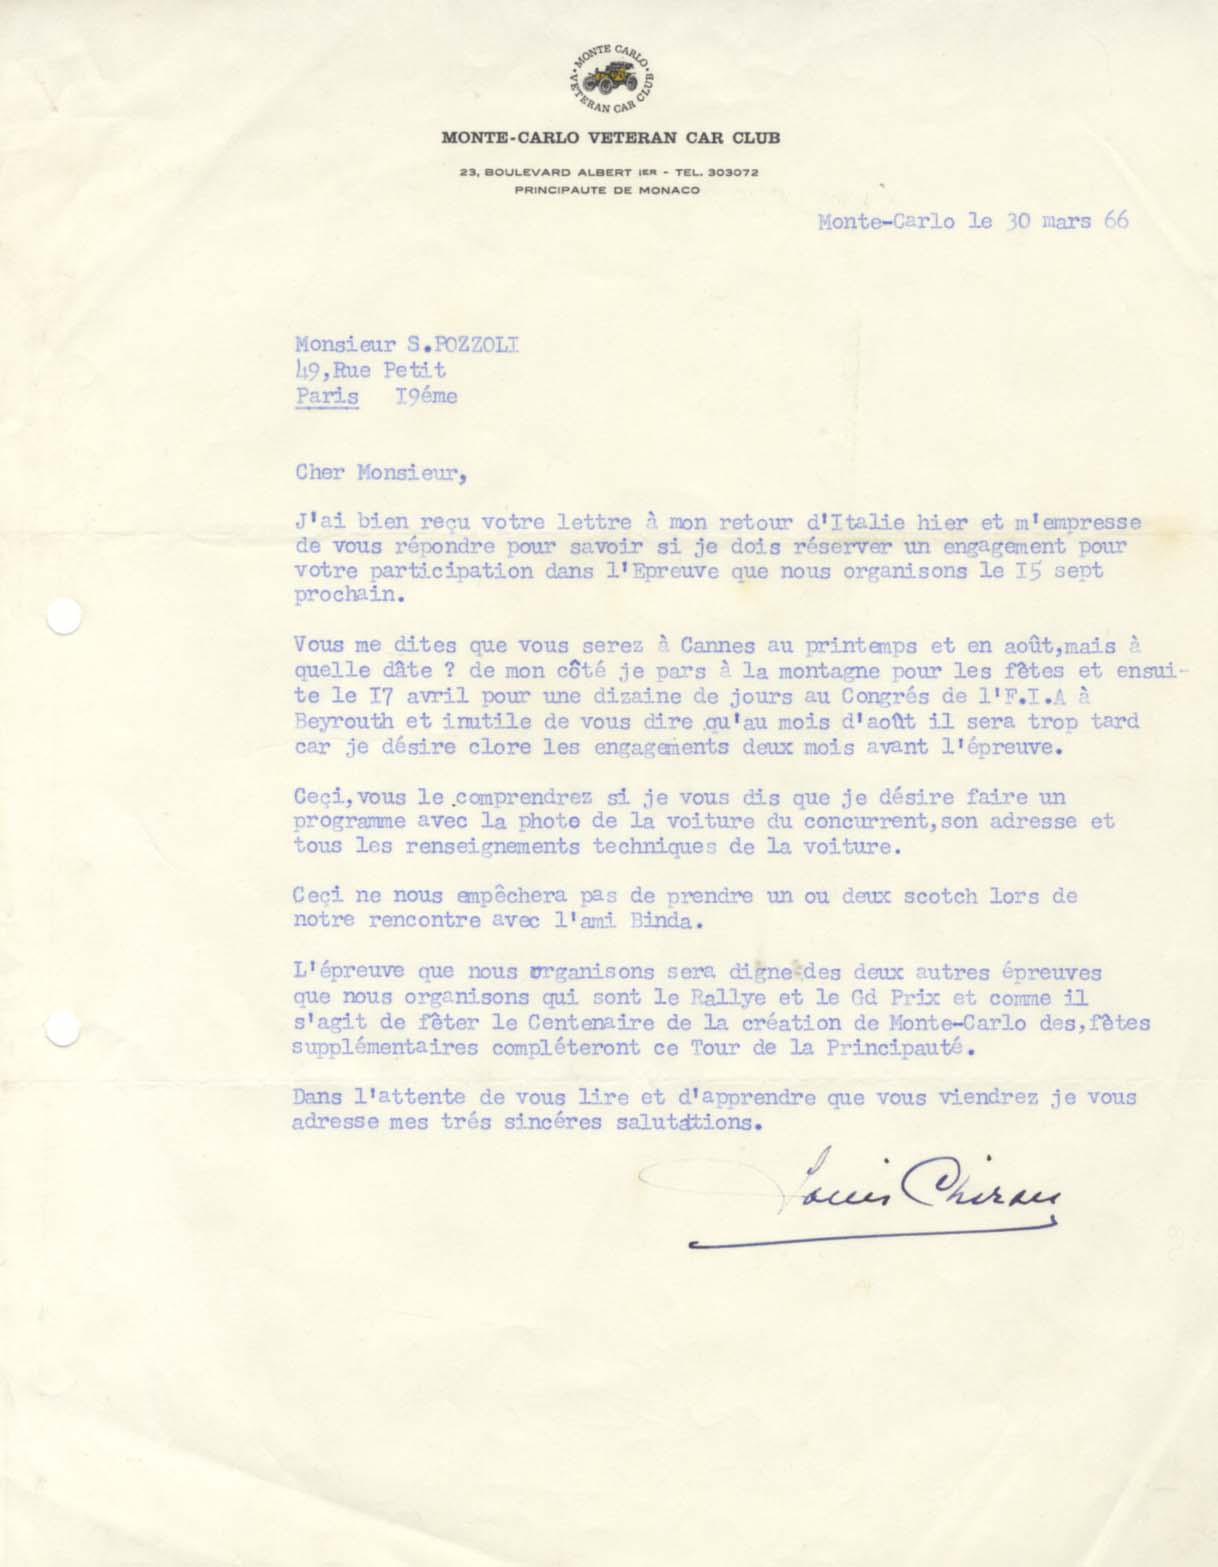 MONTE CARLO
VETERAN CAR CLUB
MONTE-CARLO VETERAN CAR CLUB
23, BOULEVARD ALBERT IER - TEL. 303072
PRINCIPAUTE DE MONACO
Monte-Carlo le 30 mars 66
Monsieur S.POZZOLI
49,Rue Petit
Paris I9éme
Cher Monsieur,
J'ai bien reçu votre lettre à mon retour d'Italie hier et m'empresse
de vous répondre pour savoir si je dois réserver un engagement pour
votre participation dans l'Epreuve que nous organisons le I5 sept
prochain.
Vous me dites que vous serez à Cannes au printemps et en août,mais à
quelle dâte ? de mon côté je pars à la montagne pour les fêtes et ensui-
te le I7 avril pour une dizaine de jours au Congrés de l'F.I.A à
Beyrouth et inutile de vous dire qu'au mois d'août il sera trop tard
car je désire clore les engagements deux mois avant l'épreuve.
Ceçi,vous le comprendrez si je vous dis que je désire faire un
programme avec la photo de la voiture du concurrent,son adresse et
tous les renseignements techniques de la voiture.
Ceçi ne nous empêchera pas de prendre un ou deux scotch lors de
notre rencontre avec l'ami Binda.
L'épreuve que nous organisons sera digne des deux autres épreuves
que nous organisons qui sont le Rallye et le Gd Prix et comme il
s'agit de fêter le Centenaire de la création de Monte-Carlo des,fêtes
supplémentaires compléteront ce Tour de la Principauté.
Dans l'attente de vous lire et d'apprendre que vous viendrez je vous
adresse mes trés sincéres salutations.
Louis Chiron